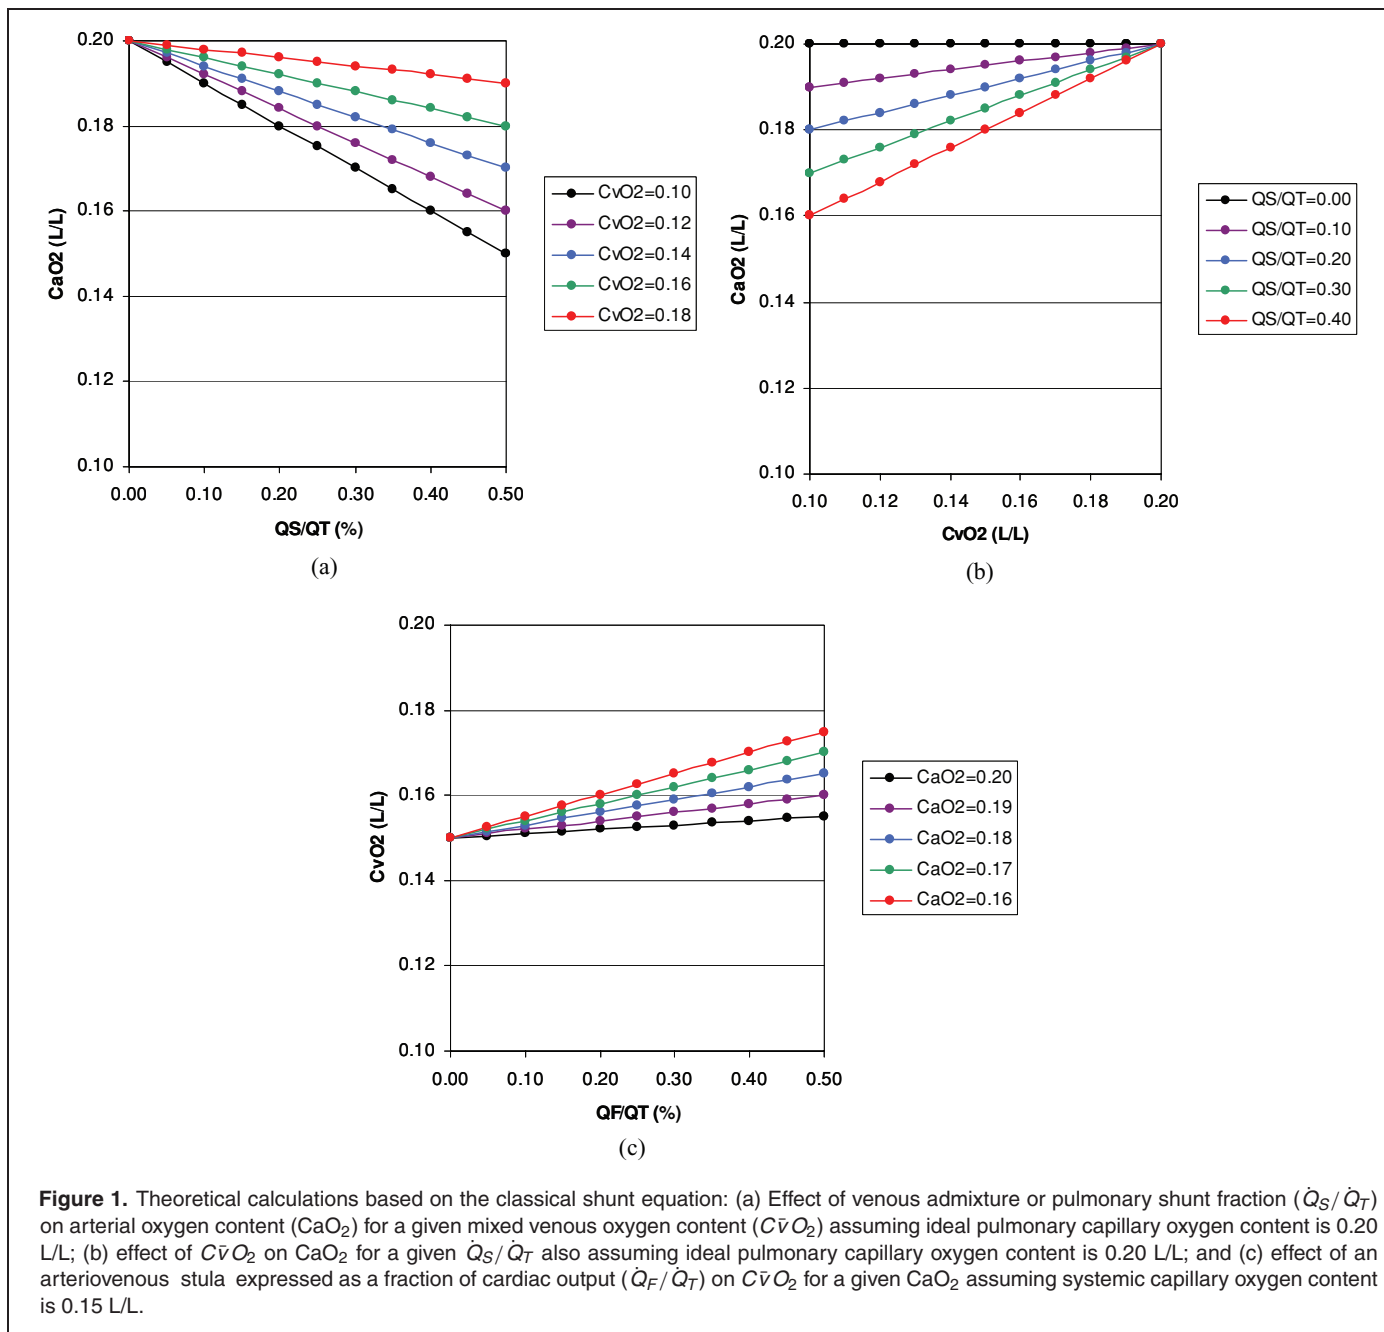 0.20
0.18
0.16
0.14
0.12
0.10
CaO2 (L/L)
0.00 0.10 0.20 0.30 0.40 0.50
QS/QT (%)
CvO2=0.10
CvO2=0.12
CvO2=0.14
CvO2=0.16
CvO2=0.18
(a)
0.20
0.18
0.16
0.14
0.12
0.10
CaO2 (L/L)
0.10 0.12 0.14 0.16 0.18 0.20
CvO2 (L/L)
QS/QT=0.00
QS/QT=0.10
QS/QT=0.20
QS/QT=0.30
QS/QT=0.40
(b)
0.20
0.18
0.16
0.14
0.12
0.10
CvO2 (L/L)
0.00 0.10 0.20 0.30 0.40 0.50
QF/QT (%)
CaO2=0.20
CaO2=0.19
CaO2=0.18
CaO2=0.17
CaO2=0.16
(c)
Figure 1. Theoretical calculations based on the classical shunt equation: (a) Effect of venous admixture or pulmonary shunt fraction (Q̇S/Q̇T)
on arterial oxygen content (CaO₂) for a given mixed venous oxygen content (Cv̄O₂) assuming ideal pulmonary capillary oxygen content is 0.20
L/L; (b) effect of Cv̄O₂ on CaO₂ for a given Q̇S/Q̇T also assuming ideal pulmonary capillary oxygen content is 0.20 L/L; and (c) effect of an
arteriovenous stula expressed as a fraction of cardiac output (Q̇F/Q̇T) on Cv̄O₂ for a given CaO₂ assuming systemic capillary oxygen content
is 0.15 L/L.